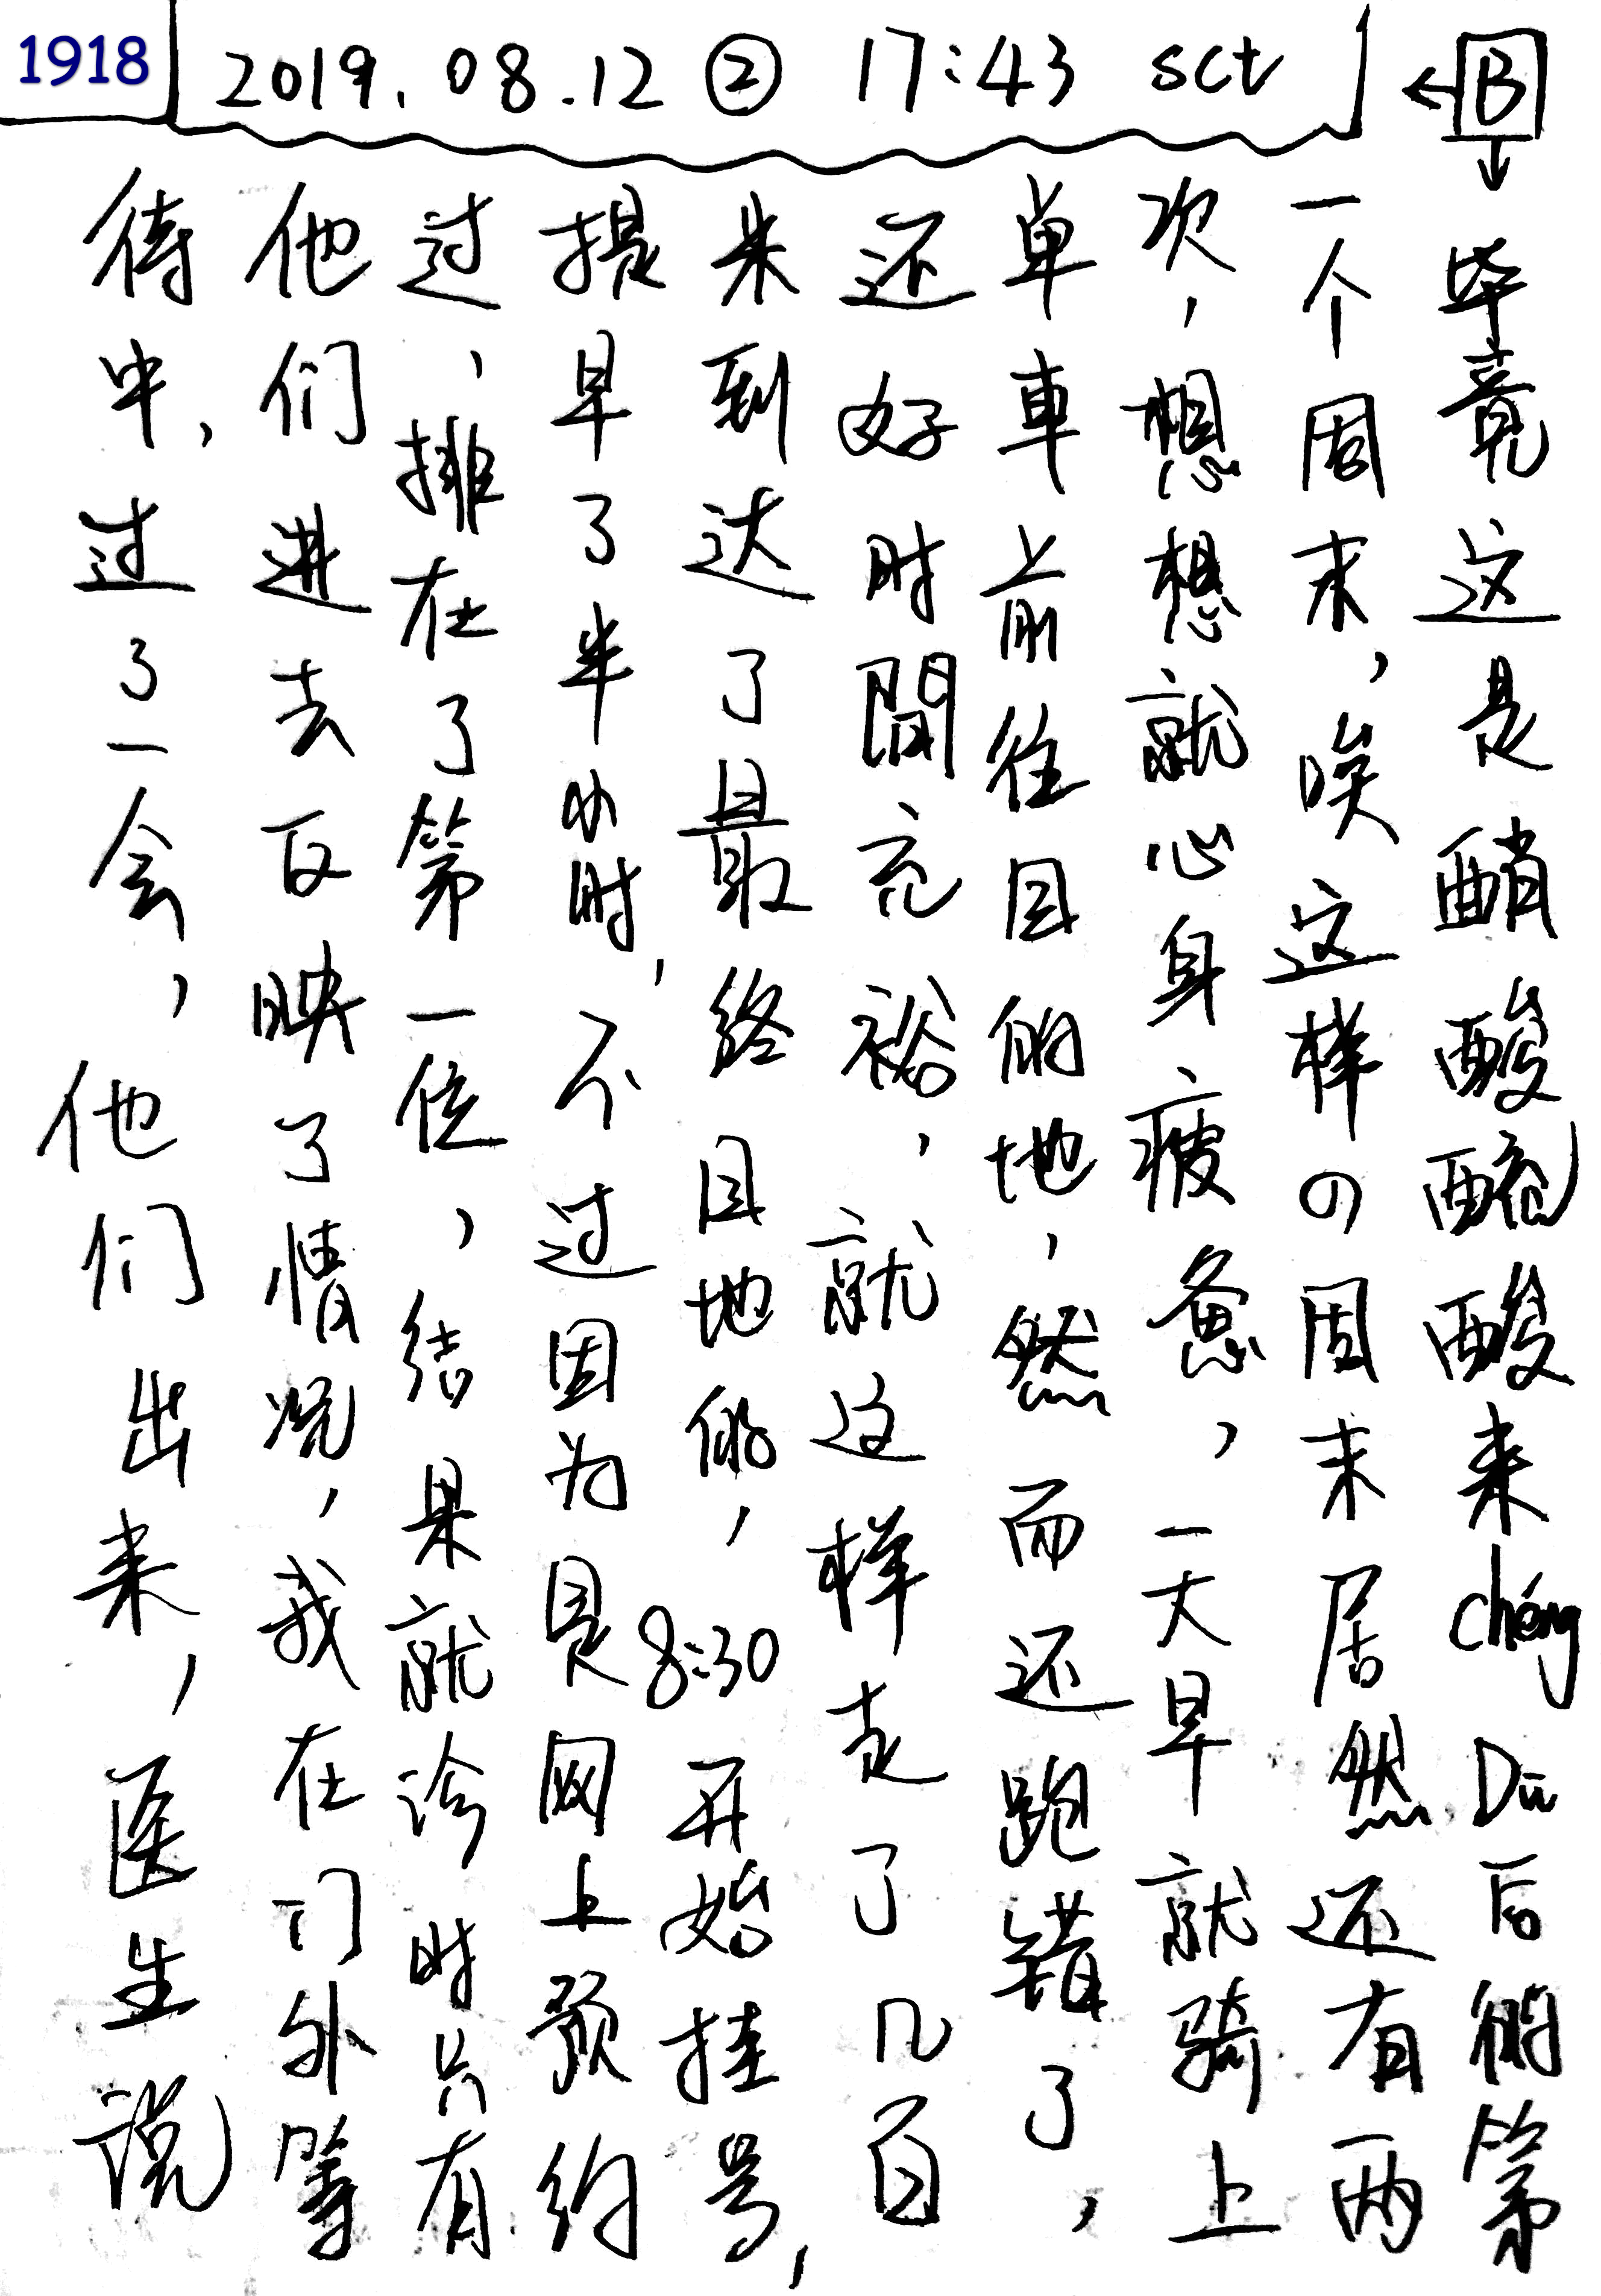 1918
2019.08.12 ② 17:43 sct
←B↓
毕竟这是醋酸酸来chéng Dū后的第
一个周末，唉这样の周末居然还有两
次，想想就心身疲惫，一大早就骑上
单車前往目的地，然而还跑错了，
还好时間充裕，就这样走了几百
米到达了最终目地的，8:30开始挂号，
提早了半小时，不过因为是网上预约
过，排在了第一位，结果就诊时只有
他们进去反映了情况，我在门外等
待中，过了一会，他们出来，医生说